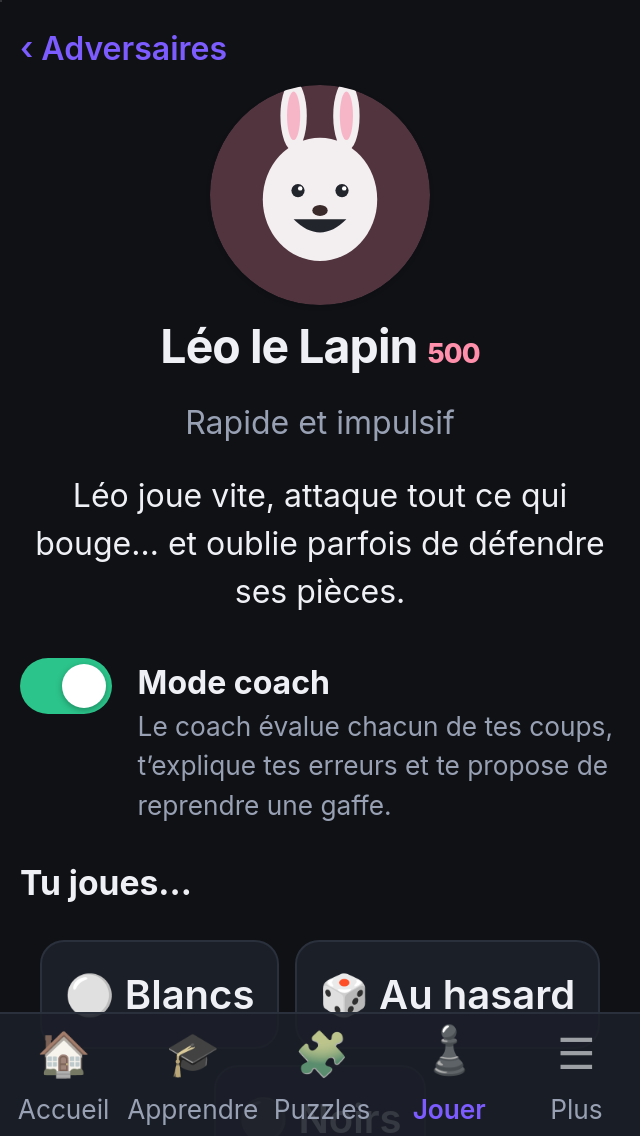 ‹ Adversaires
Léo le Lapin 500
Rapide et impulsif
Léo joue vite, attaque tout ce qui
bouge... et oublie parfois de défendre
ses pièces.
Mode coach
Le coach évalue chacun de tes coups,
t’explique tes erreurs et te propose de
reprendre une gaffe.
Tu joues...
Blancs
Au hasard
Noirs
Accueil
Apprendre
Puzzles
Jouer
Plus